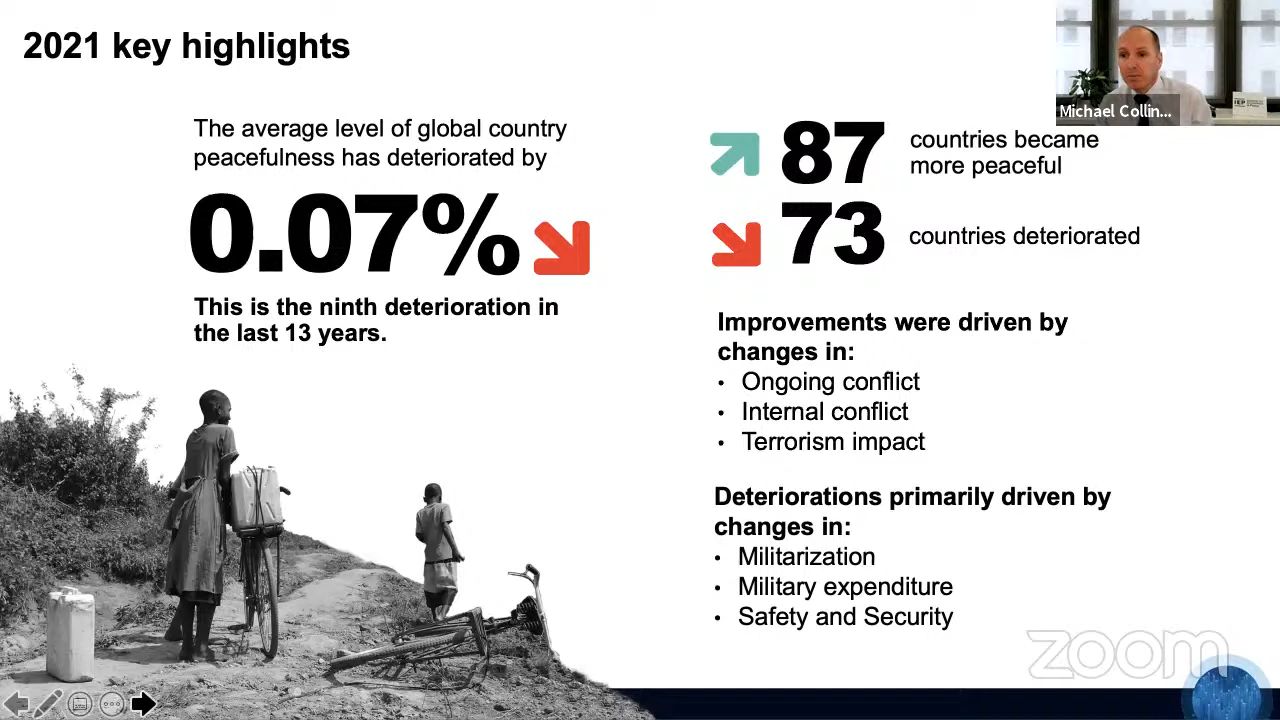 2021 key highlights
The average level of global country
peacefulness has deteriorated by
0.07%
This is the ninth deterioration in
the last 13 years.
87
countries became
more peaceful
73
countries deteriorated
Improvements were driven by
changes in:
• Ongoing conflict
• Internal conflict
• Terrorism impact
Deteriorations primarily driven by
changes in:
• Militarization
• Military expenditure
• Safety and Security
Michael Collin...
IEP
zoom